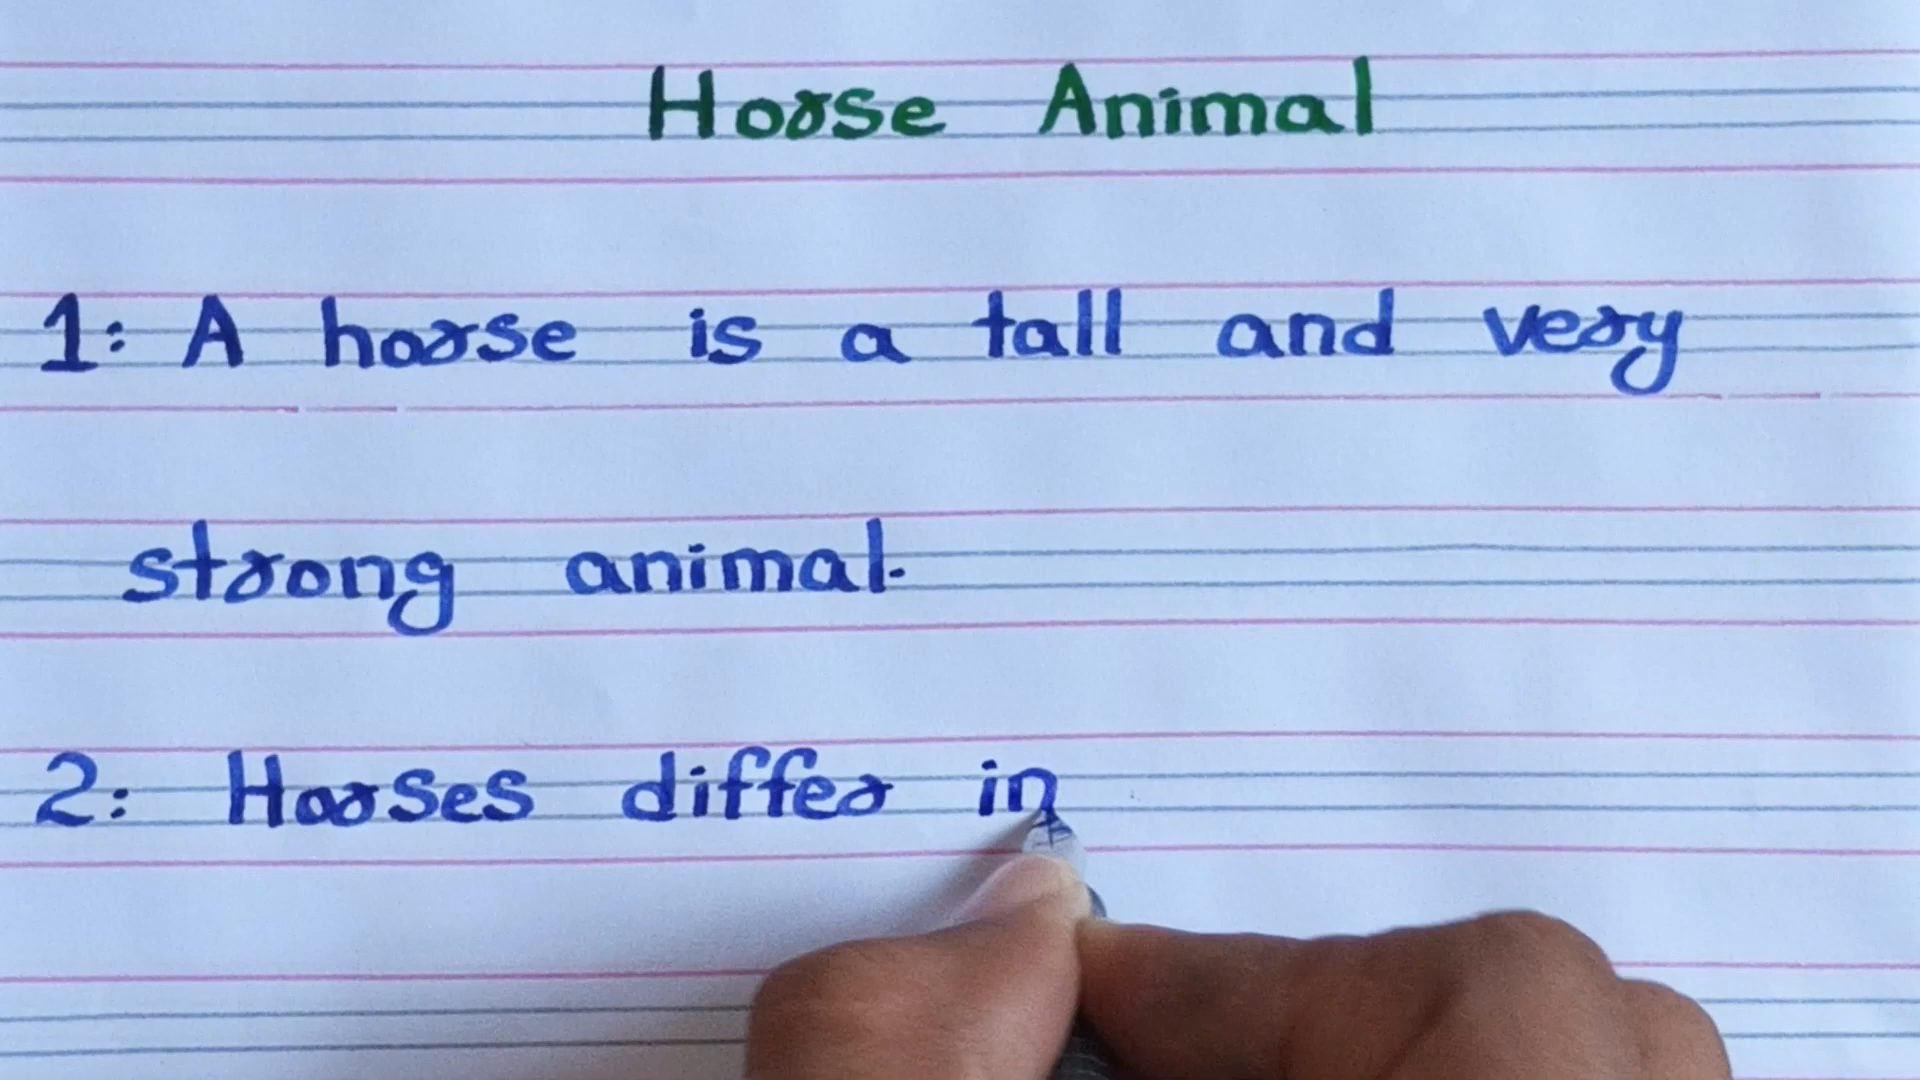 Horse Animal
1: A horse is a tall and very
strong animal.
2: Horses differ in